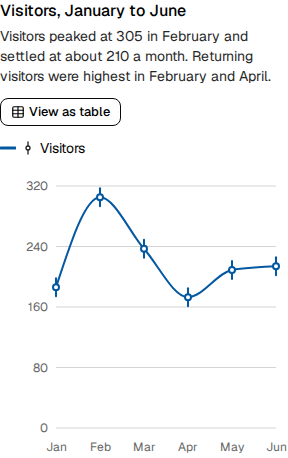 Visitors, January to June
Visitors peaked at 305 in February and
settled at about 210 a month. Returning
visitors were highest in February and April.
View as table
Visitors
320
240
160
80
0
Jan Feb Mar Apr May Jun